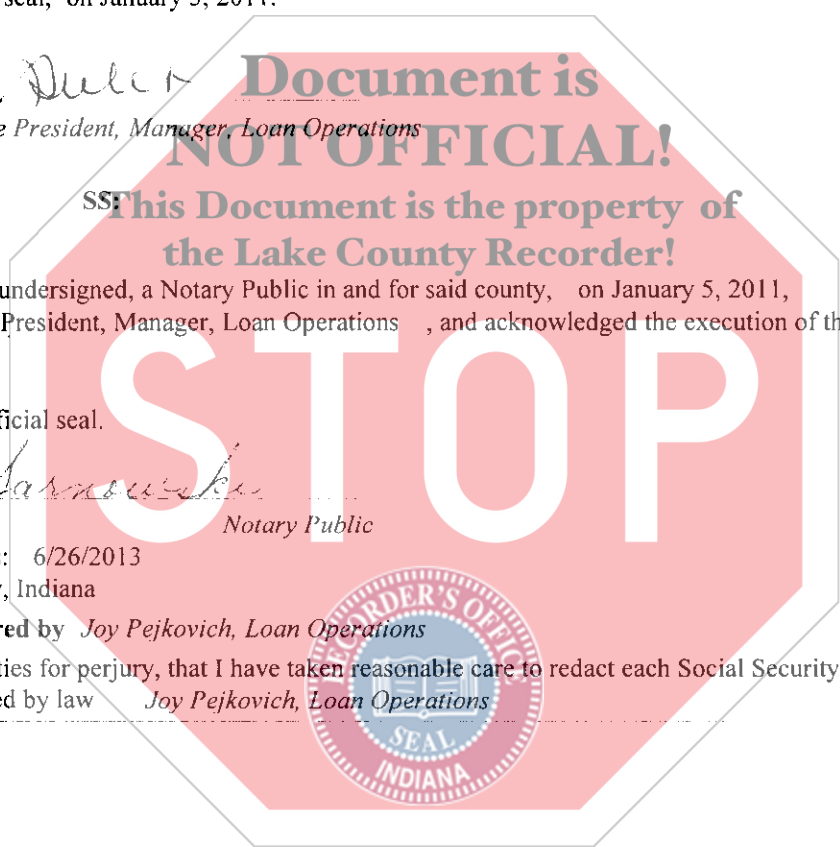 seal, on January 5, 2011.
Document is
President, Manager, Loan Operations
NOT OFFICIAL!
SS:
This Document is the property of
the Lake County Recorder!
undersigned, a Notary Public in and for said county, on January 5, 2011,
President, Manager, Loan Operations , and acknowledged the execution of th
STOP
ficial seal.
Notary Public
: 6/26/2013
, Indiana
red by Joy Pejkovich, Loan Operations
ties for perjury, that I have taken reasonable care to redact each Social Security
ed by law Joy Pejkovich, Loan Operations
RECORDER'S OFFICE
SEAL
INDIANA